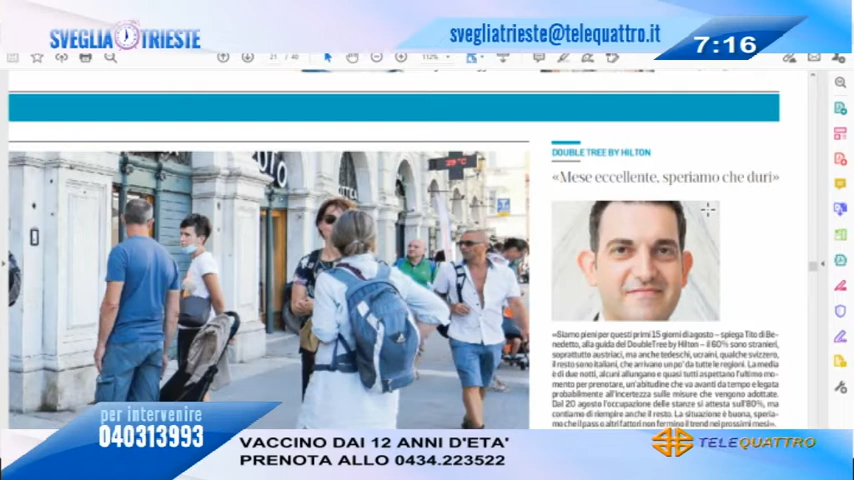 SVEGLIA TRIESTE
svegliatrieste@telequattro.it
7:16
21 / 40
112%
29°C
DOUBLETREE BY HILTON
«Mese eccellente, speriamo che duri»
«Siamo pieni per questi primi 15 giorni di agosto – spiega Tito di Be-
nedetto, alla guida del DoubleTree by Hilton – il 60% sono stranieri,
soprattutto austriaci, ma anche tedeschi, ucraini, qualche svizzero,
il resto sono italiani, che arrivano un po' da tutte le regioni. La media
è di due notti, alcuni allungano e quasi tutti aspettano l'ultimo mo-
mento per prenotare, un'abitudine che va avanti da tempo e legata
probabilmente all'incertezza sulle misure che vengono adottate.
Dal 20 agosto l'occupazione delle stanze si attesta sull'80%, ma
contiamo di riempire anche il resto. La situazione è buona, speria-
mo che il pass o altri fattori non fermino il trend nei prossimi mesi».
per intervenire
040313993
VACCINO DAI 12 ANNI D'ETA'
PRENOTA ALLO 0434.223522
TELEQUATTRO